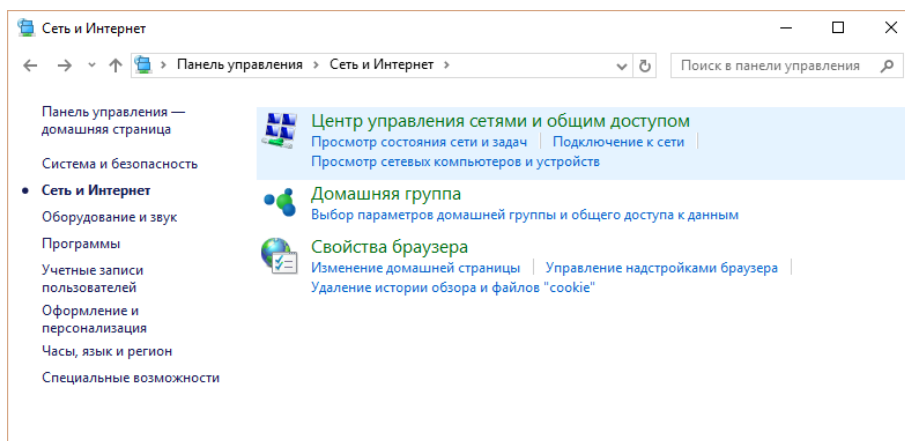 Сеть и Интернет
Панель управления > Сеть и Интернет >
Поиск в панели управления
Панель управления —
домашняя страница
Система и безопасность
Сеть и Интернет
Оборудование и звук
Программы
Учетные записи
пользователей
Оформление и
персонализация
Часы, язык и регион
Специальные возможности
Центр управления сетями и общим доступом
Просмотр состояния сети и задач | Подключение к сети
Просмотр сетевых компьютеров и устройств
Домашняя группа
Выбор параметров домашней группы и общего доступа к данным
Свойства браузера
Изменение домашней страницы | Управление надстройками браузера
Удаление истории обзора и файлов "cookie"